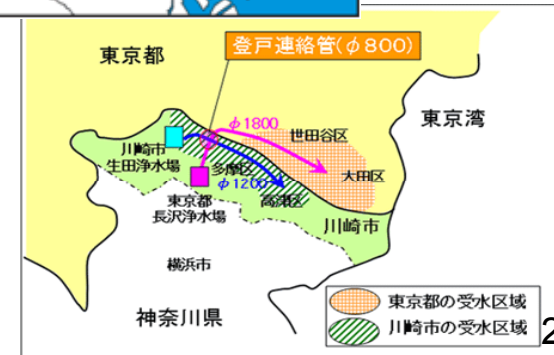 登戸連絡管(φ800)
東京都
東京湾
φ1800
世田谷区
川崎市
生田浄水場
多摩区
大田区
φ1200
高津区
東京都
長沢浄水場
川崎市
横浜市
神奈川県
東京都の受水区域
川崎市の受水区域
2